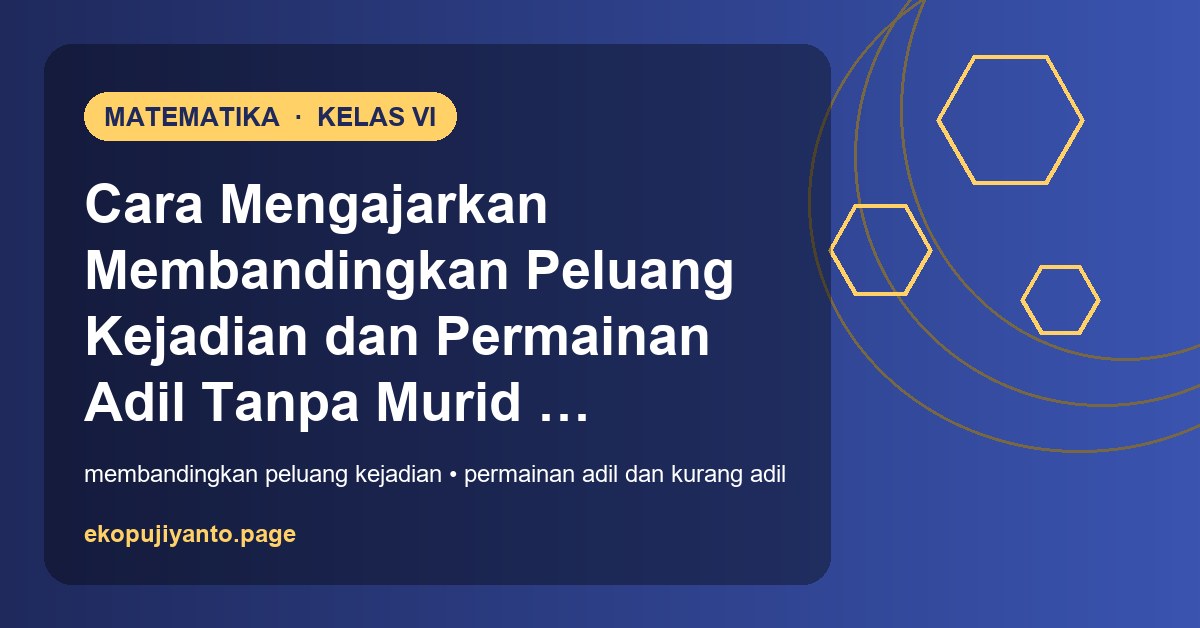 MATEMATIKA · KELAS VI
Cara Mengajarkan
Membandingkan Peluang
Kejadian dan Permainan
Adil Tanpa Murid …
membandingkan peluang kejadian • permainan adil dan kurang adil
ekopujiyanto.page